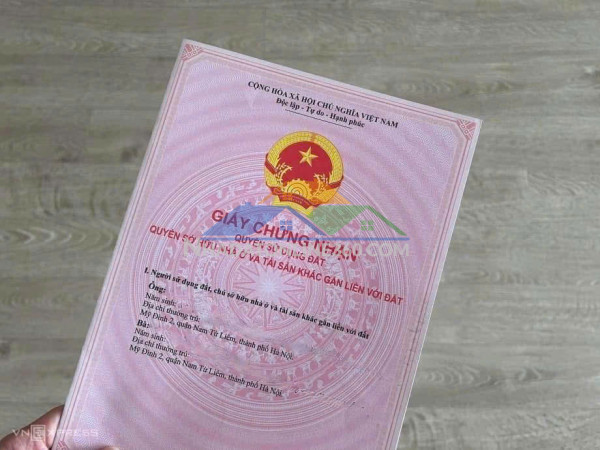 CỘNG HÒA XÃ HỘI CHỦ NGHĨA VIỆT NAM
Độc lập - Tự do - Hạnh phúc
GIẤY CHỨNG NHẬN
QUYỀN SỬ DỤNG ĐẤT
QUYỀN SỞ HỮU NHÀ Ở VÀ TÀI SẢN KHÁC GẮN LIỀN VỚI ĐẤT
I. Người sử dụng đất, chủ sở hữu nhà ở và tài sản khác gắn liền với đất
Ông:
Năm sinh:
Địa chỉ thường trú:
Mỹ Đình 2, quận Nam Từ Liêm, thành phố Hà Nội.
Bà:
Năm sinh:
Địa chỉ thường trú:
Mỹ Đình 2, quận Nam Từ Liêm, thành phố Hà Nội.
VNEXPRESS